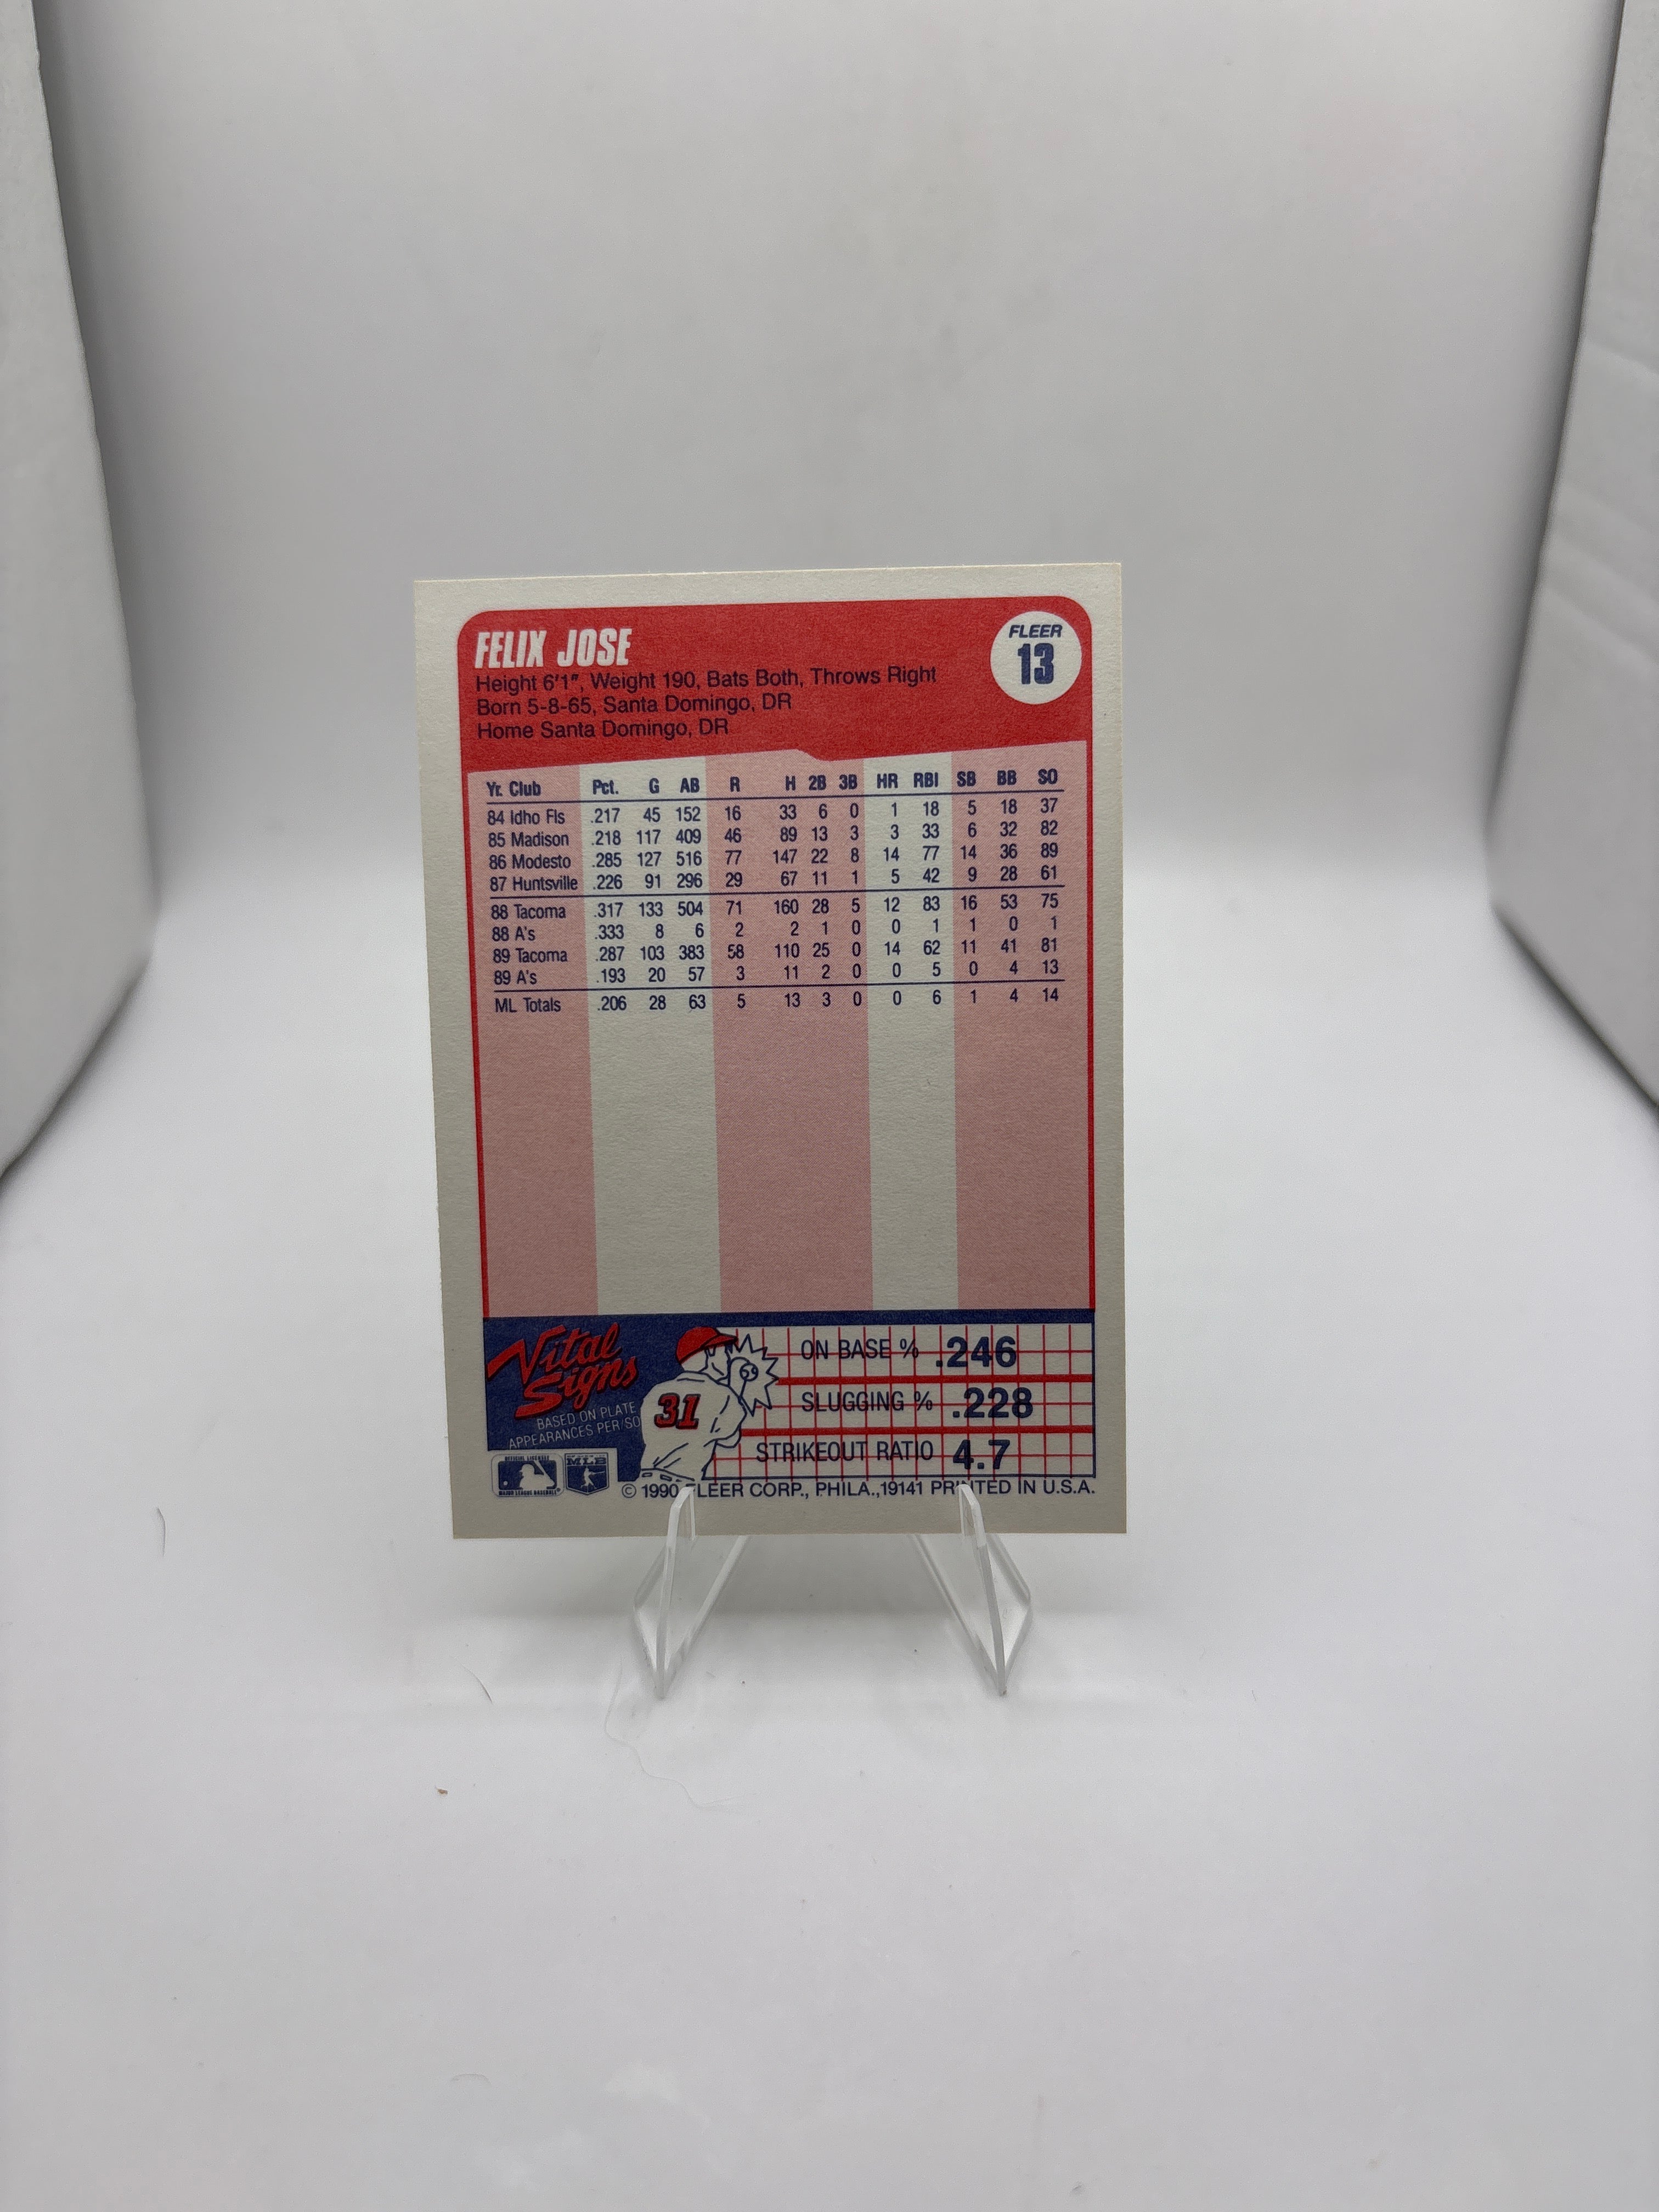 FELIX JOSE
FLEER
13
Height 6'1", Weight 190, Bats Both, Throws Right
Born 5-8-65, Santa Domingo, DR
Home Santa Domingo, DR
Yr. Club Pct. G AB R H 2B 3B HR RBI SB BB SO
84 Idho Fls .217 45 152 16 33 6 0 1 18 5 18 37
85 Madison .218 117 409 46 89 13 3 3 33 6 32 82
86 Modesto .285 127 516 77 147 22 8 14 77 14 36 89
87 Huntsville .226 91 296 29 67 11 1 5 42 9 28 61
88 Tacoma .317 133 504 71 160 28 5 12 83 16 53 75
88 A's .333 8 6 2 2 1 0 0 1 1 0 1
89 Tacoma .287 103 383 58 110 25 0 14 62 11 41 81
89 A's .193 20 57 3 11 2 0 0 5 0 4 13
ML Totals .206 28 63 5 13 3 0 0 6 1 4 14
Vital
Signs
BASED ON PLATE
APPEARANCES PER/SO
31
ON BASE % .246
SLUGGING % .228
STRIKEOUT RATIO 4.7
MLB
MAJOR LEAGUE BASEBALL
© 1990 FLEER CORP., PHILA.,19141 PRINTED IN U.S.A.